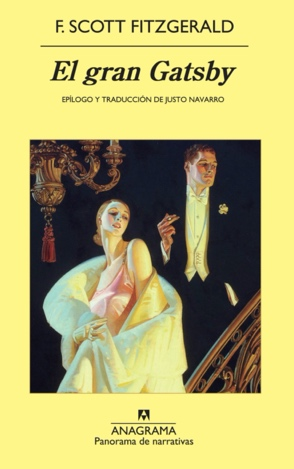 F. SCOTT FITZGERALD
El gran Gatsby
EPÍLOGO Y TRADUCCIÓN DE JUSTO NAVARRO
ANAGRAMA
Panorama de narrativas